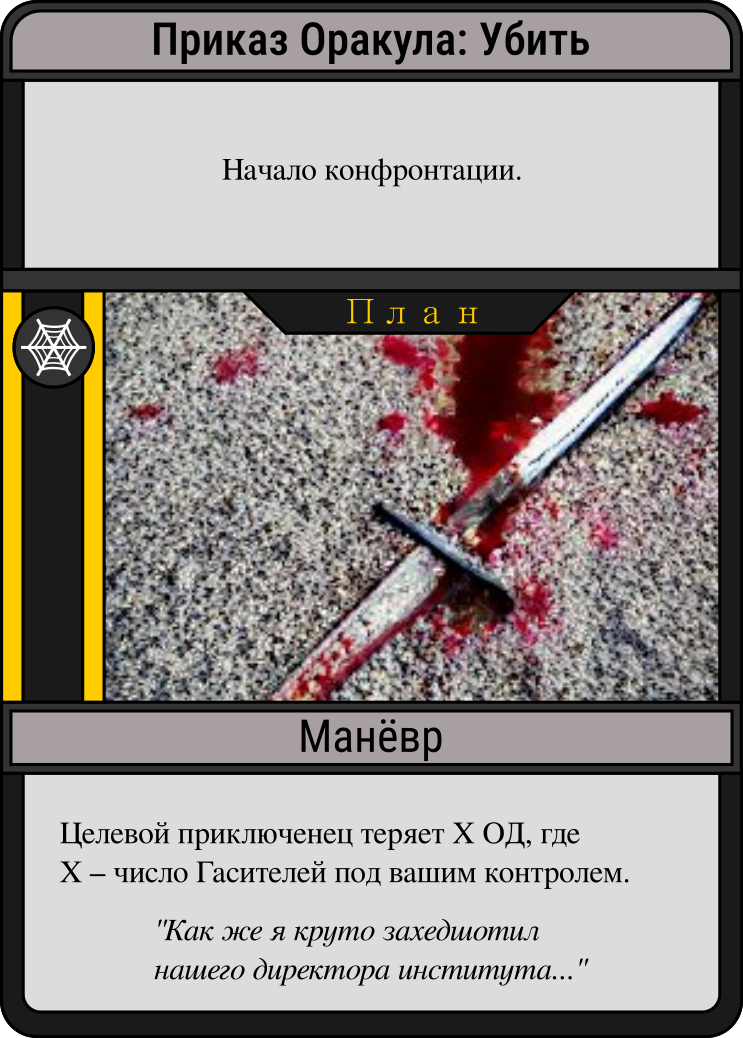 Приказ Оракула: Убить
Начало конфронтации.
План
Манёвр
Целевой приключенец теряет X ОД, где
X – число Гасителей под вашим контролем.
"Как же я круто захедшотил
нашего директора института..."